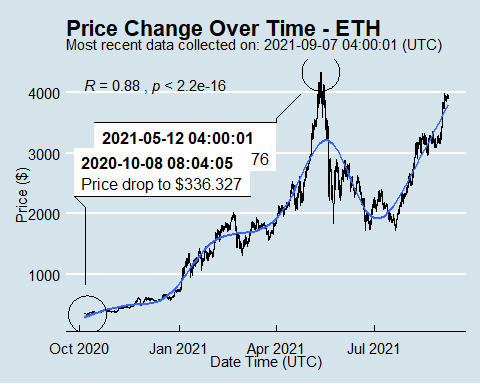 Price Change Over Time - ETH
Most recent data collected on: 2021-09-07 04:00:01 (UTC)
R = 0.88 , p < 2.2e-16
2021-05-12 04:00:01
76
2020-10-08 08:04:05
Price drop to $336.327
Price ($)
4000
3000
2000
1000
Oct 2020
Jan 2021
Apr 2021
Jul 2021
Date Time (UTC)